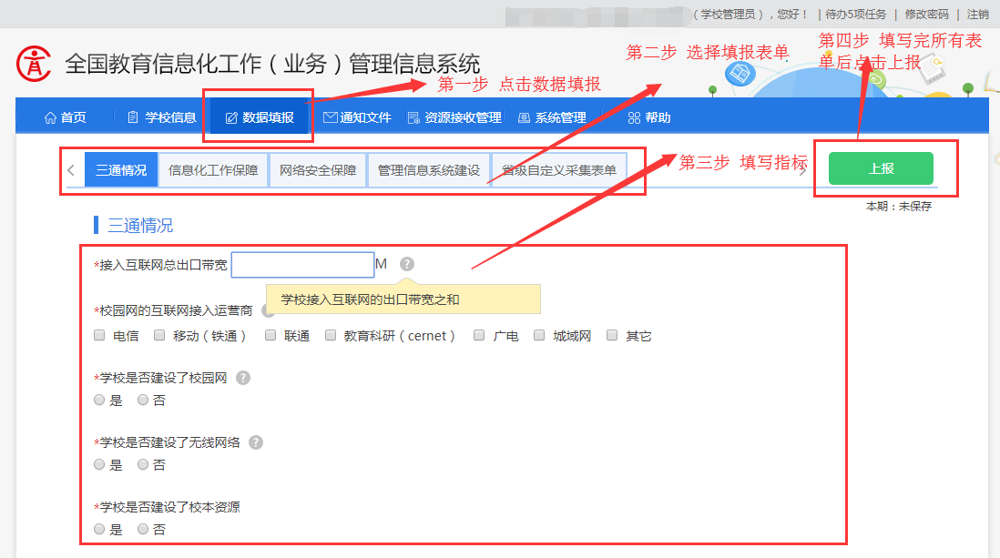 （学校管理员），您好！ | 待办5项任务 | 修改密码 | 注销
全国教育信息化工作（业务）管理信息系统
第一步 点击数据填报
第二步 选择填报表单
第四步 填写完所有表
单后点击上报
首页 学校信息 数据填报 通知文件 资源接收管理 系统管理 帮助
三通情况 信息化工作保障 网络安全保障 管理信息系统建设 省级自定义采集表单
第三步 填写指标
上报
本期：未保存
三通情况
*接入互联网总出口带宽 M ?
学校接入互联网的出口带宽之和
*校园网的互联网接入运营商
电信 移动（铁通） 联通 教育科研（cernet） 广电 城域网 其它
*学校是否建设了校园网 ?
是 否
*学校是否建设了无线网络 ?
是 否
*学校是否建设了校本资源
是 否